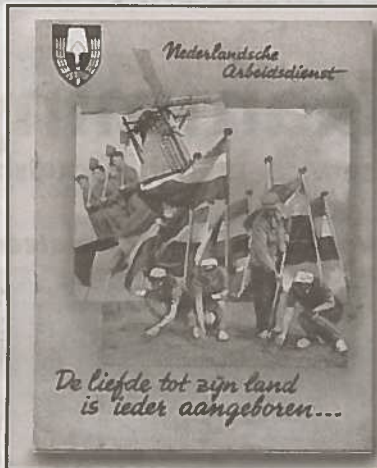 Nederlandsche
Arbeidsdienst
De liefde tot zijn land
is ieder aangeboren...